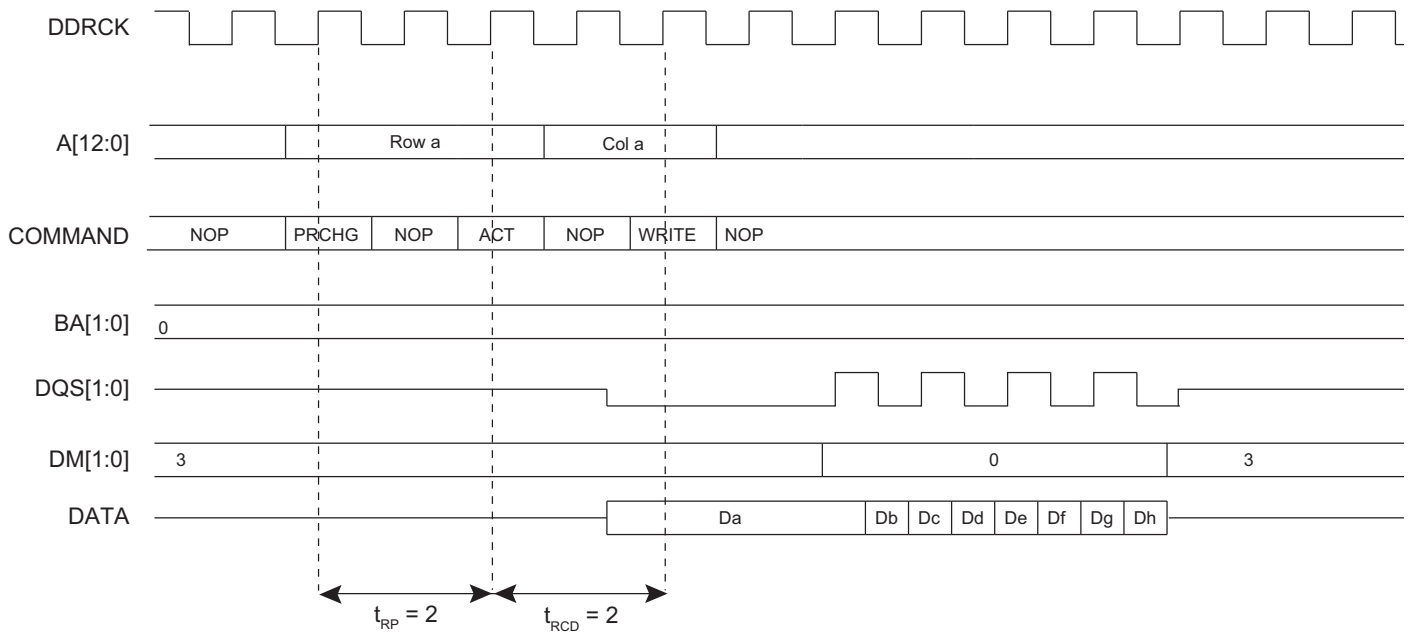 DDRCK
A[12:0] Row a Col a
COMMAND NOP PRCHG NOP ACT NOP WRITE NOP
BA[1:0] 0
DQS[1:0]
DM[1:0] 3 0 3
DATA Da Db Dc Dd De Df Dg Dh
tRP = 2 tRCD = 2